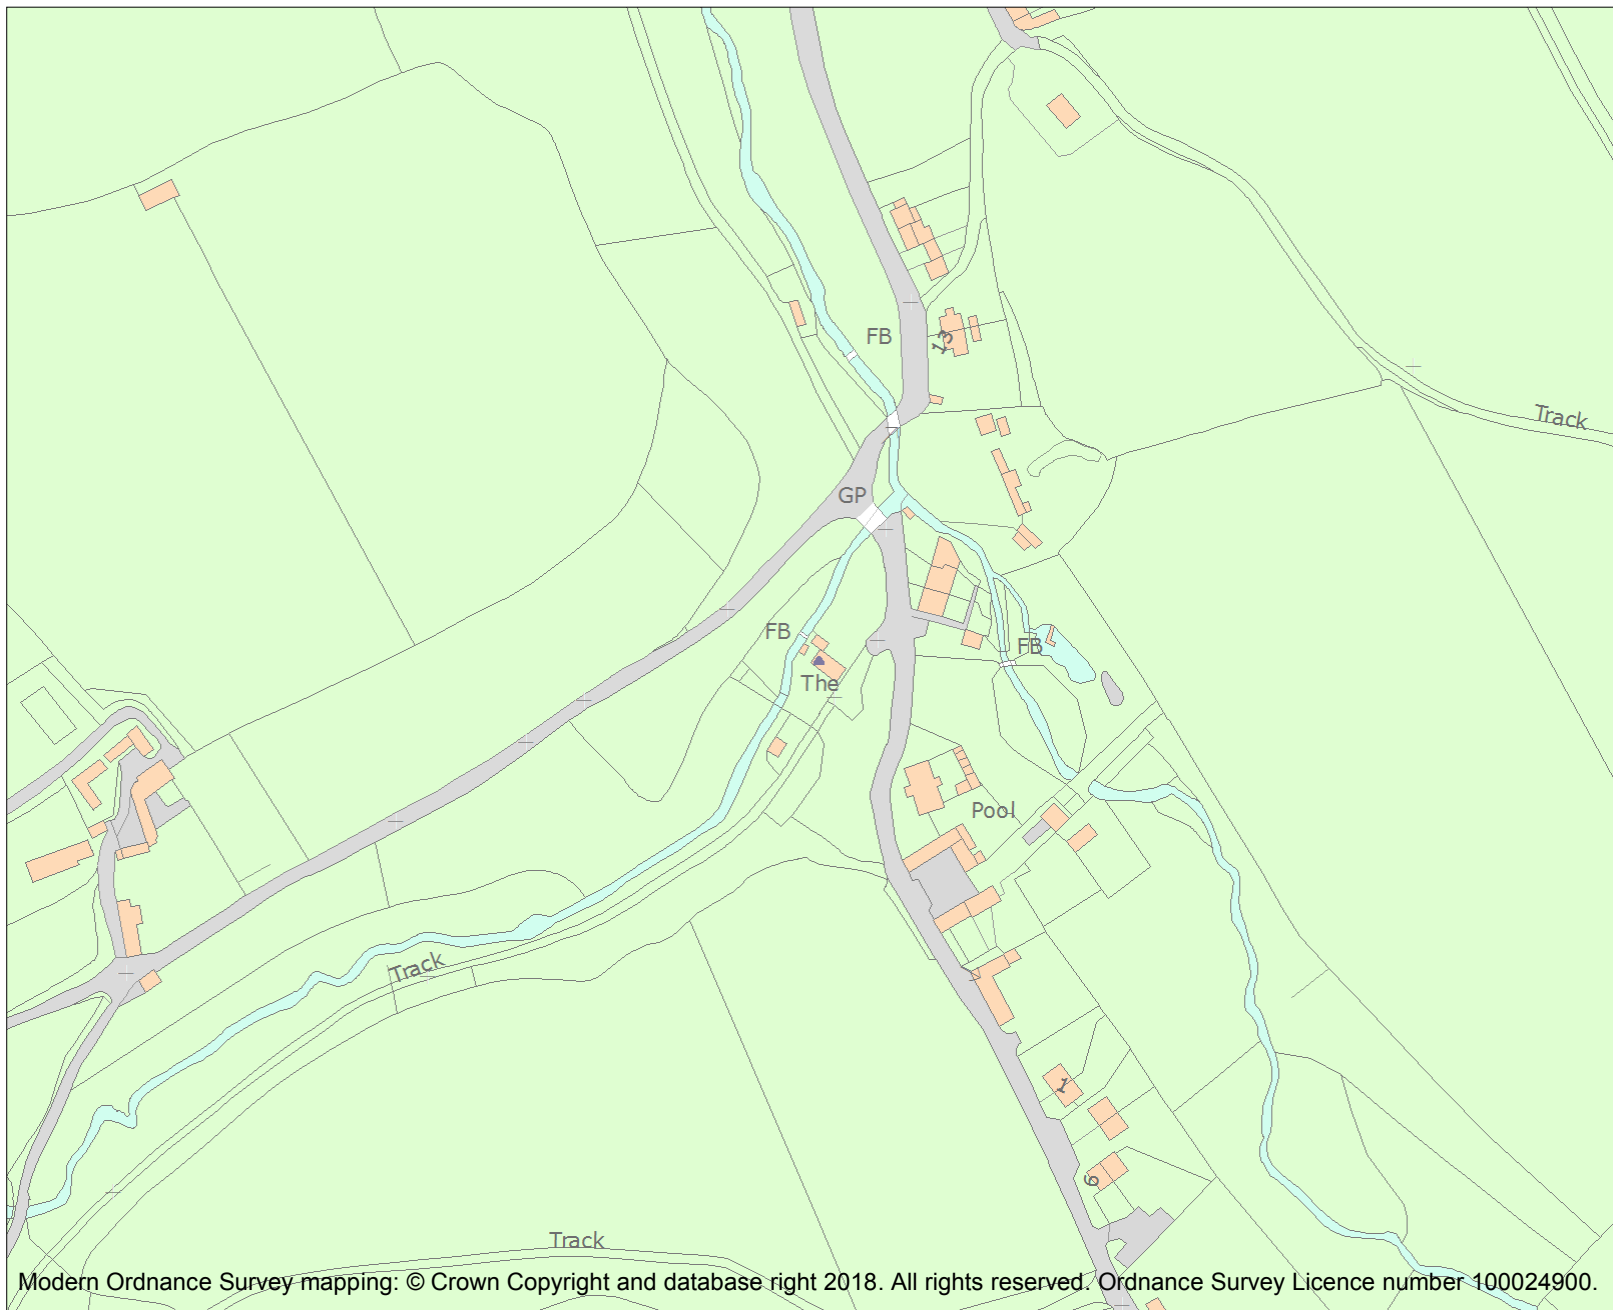 FB
13
Track
GP
FB
FB
The
Pool
Track
1
6
Track
Modern Ordnance Survey mapping: © Crown Copyright and database right 2018. All rights reserved. Ordnance Survey Licence number 100024900.